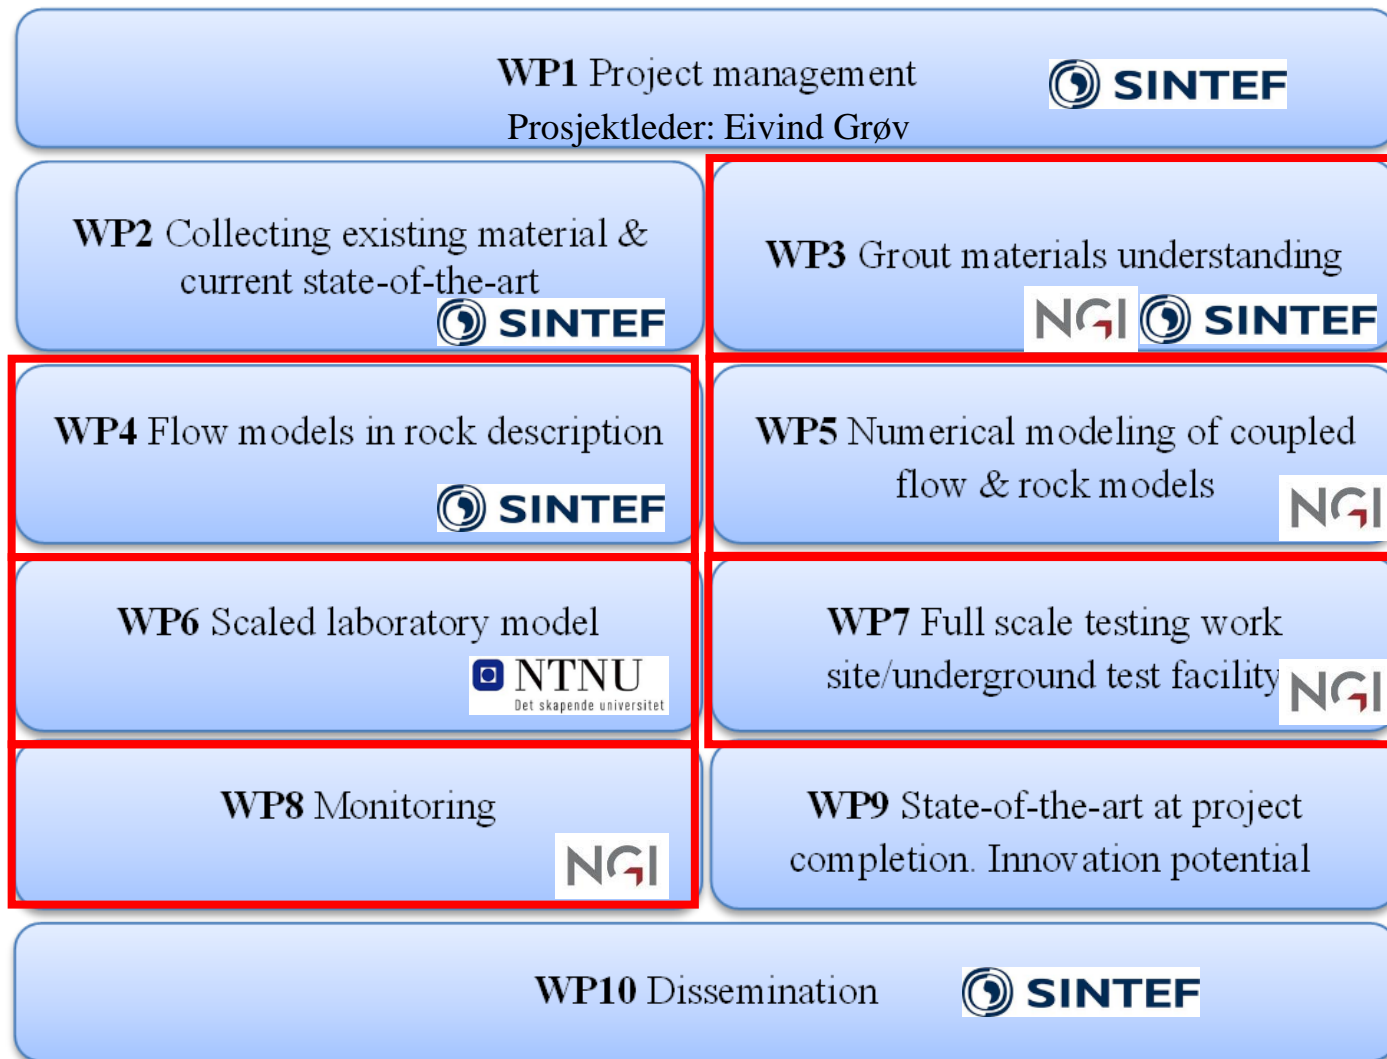 WP1 Project management
SINTEF
Prosjektleder: Eivind Grøv
WP2 Collecting existing material &
current state-of-the-art
SINTEF
WP3 Grout materials understanding
NGI SINTEF
WP4 Flow models in rock description
SINTEF
WP5 Numerical modeling of coupled
flow & rock models
NGI
WP6 Scaled laboratory model
NTNU
Det skapende universitet
WP7 Full scale testing work
site/underground test facility
NGI
WP8 Monitoring
NGI
WP9 State-of-the-art at project
completion. Innovation potential
WP10 Dissemination
SINTEF